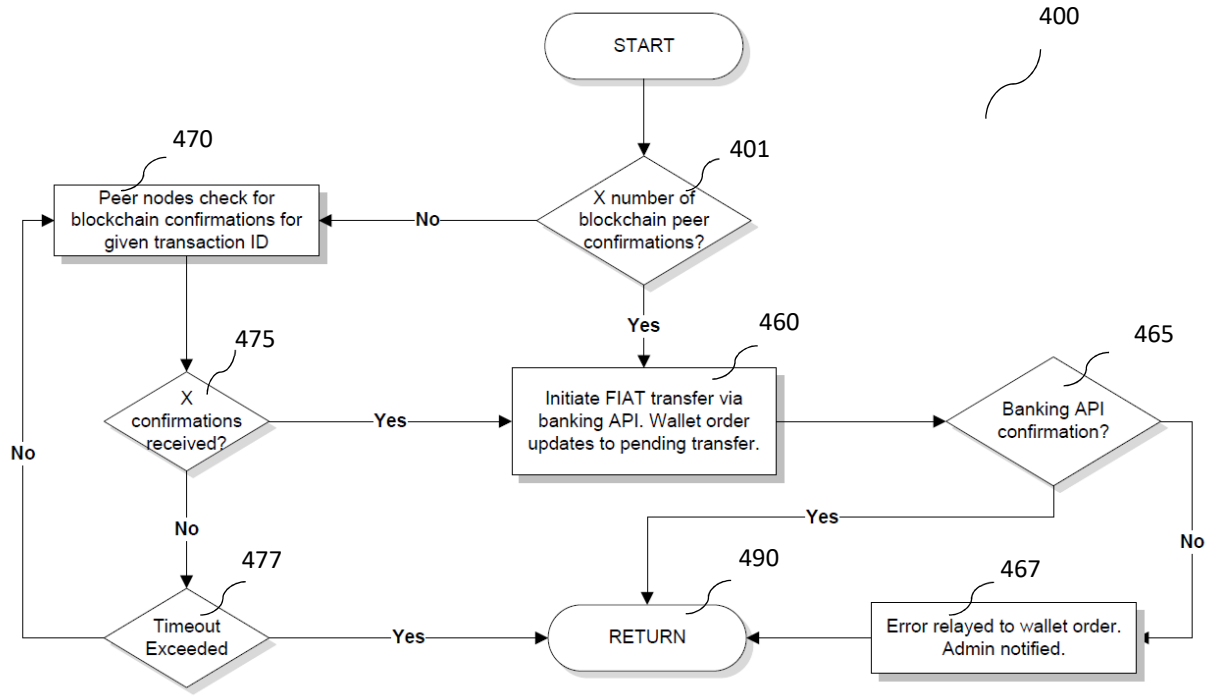 400
START
470
401
Peer nodes check for
blockchain confirmations for
given transaction ID
No
X number of
blockchain peer
confirmations?
Yes
475
460
465
X
confirmations
received?
Yes
Initiate FIAT transfer via
banking API. Wallet order
updates to pending transfer.
Banking API
confirmation?
No
No
Yes
No
477
490
467
Timeout
Exceeded
Yes
RETURN
Error relayed to wallet order.
Admin notified.